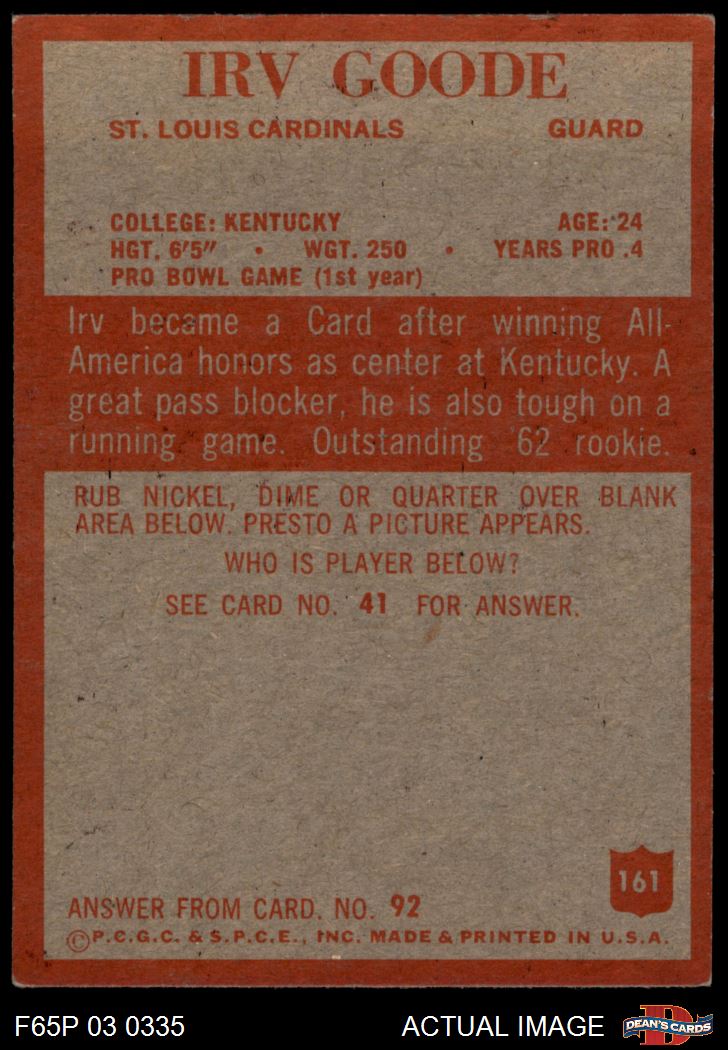 IRV GOODE
ST. LOUIS CARDINALS GUARD
COLLEGE: KENTUCKY AGE: 24
HGT. 6'5" • WGT. 250 • YEARS PRO .4
PRO BOWL GAME (1st year)
Irv became a Card after winning All-
America honors as center at Kentucky. A
great pass blocker, he is also tough on a
running game. Outstanding '62 rookie.
RUB NICKEL, DIME OR QUARTER OVER BLANK
AREA BELOW. PRESTO A PICTURE APPEARS.
WHO IS PLAYER BELOW?
SEE CARD NO. 41 FOR ANSWER.
161
ANSWER FROM CARD. NO. 92
©P.C.G.C. & S.P.C.E., INC. MADE & PRINTED IN U.S.A.
F65P 03 0335 ACTUAL IMAGE D DEAN'S CARDS